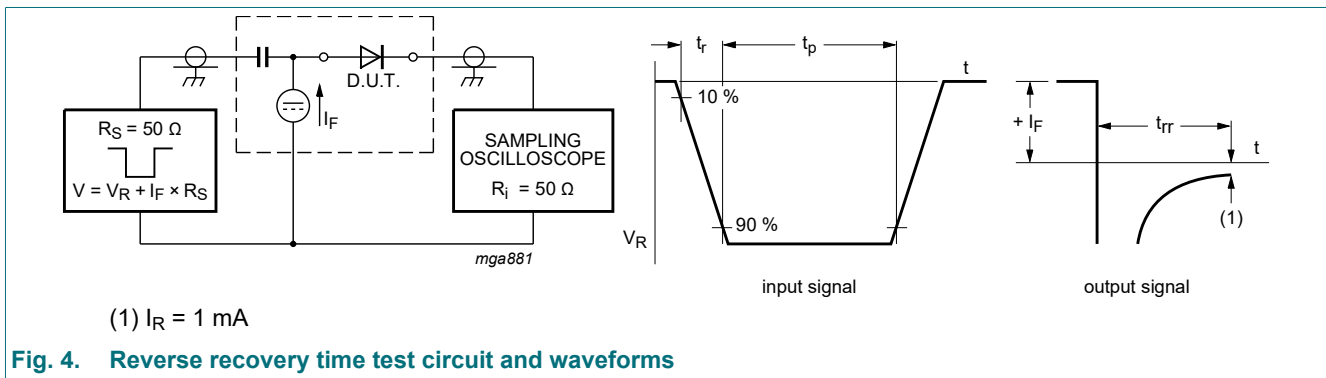 D.U.T.
I_F
R_S = 50 Ω
V = V_R + I_F × R_S
SAMPLING
OSCILLOSCOPE
R_i = 50 Ω
mga881
t_r
t_p
t
10 %
90 %
V_R
input signal
+ I_F
t_rr
t
(1)
output signal
(1) I_R = 1 mA
Fig. 4. Reverse recovery time test circuit and waveforms